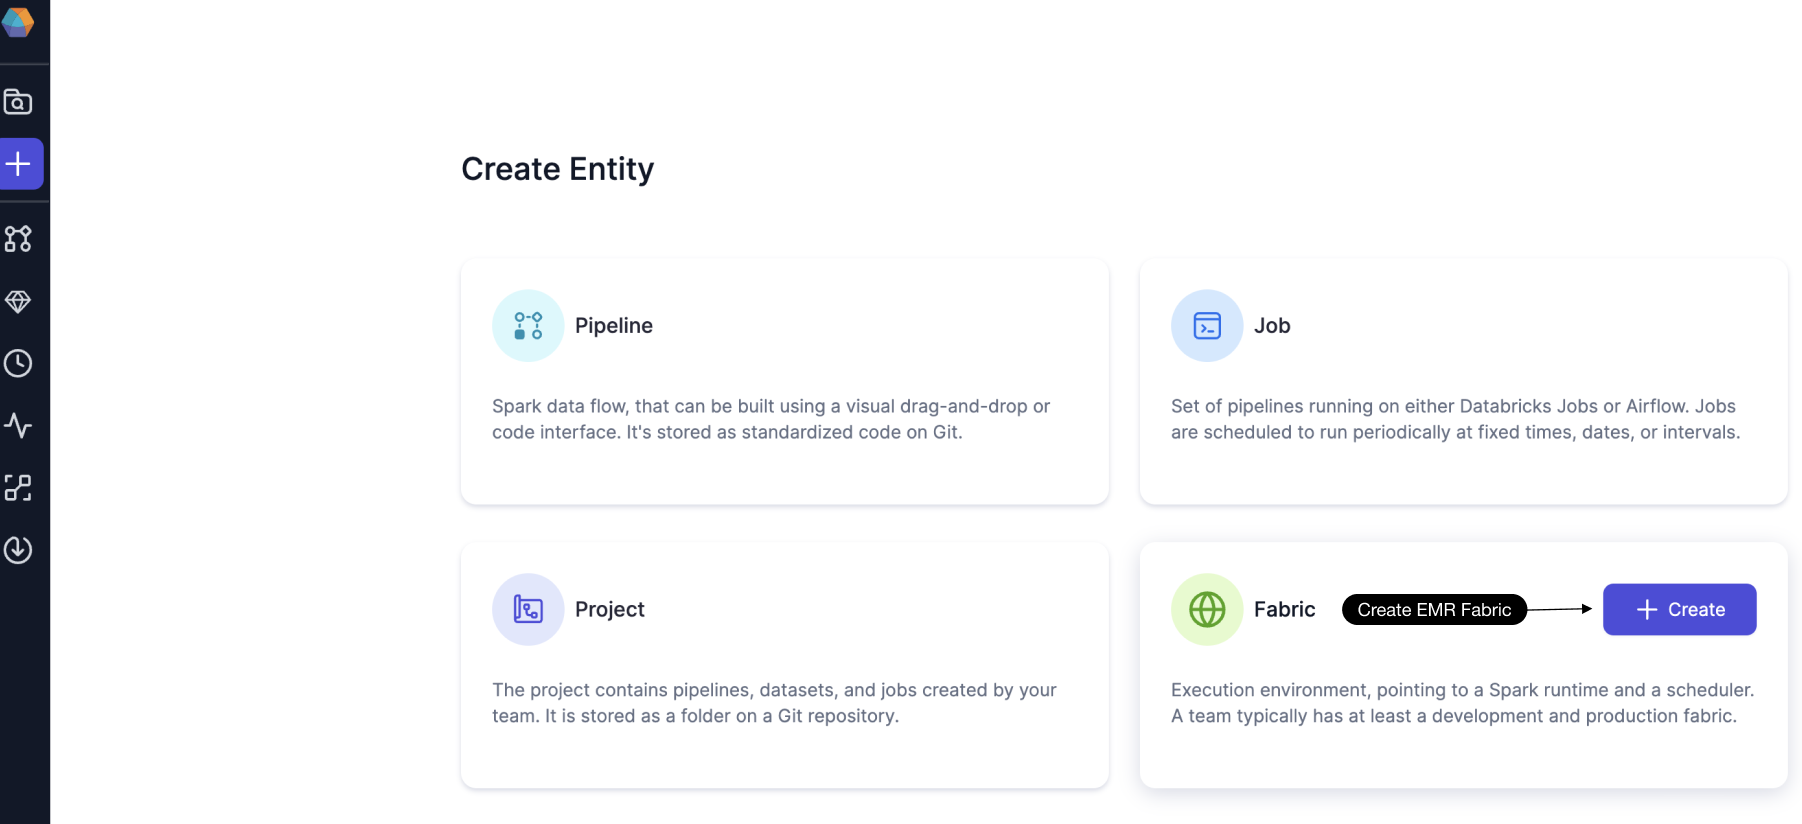 Create Entity
Pipeline
Spark data flow, that can be built using a visual drag-and-drop or
code interface. It's stored as standardized code on Git.
Job
Set of pipelines running on either Databricks Jobs or Airflow. Jobs
are scheduled to run periodically at fixed times, dates, or intervals.
Project
The project contains pipelines, datasets, and jobs created by your
team. It is stored as a folder on a Git repository.
Fabric
Create EMR Fabric
Create
Execution environment, pointing to a Spark runtime and a scheduler.
A team typically has at least a development and production fabric.